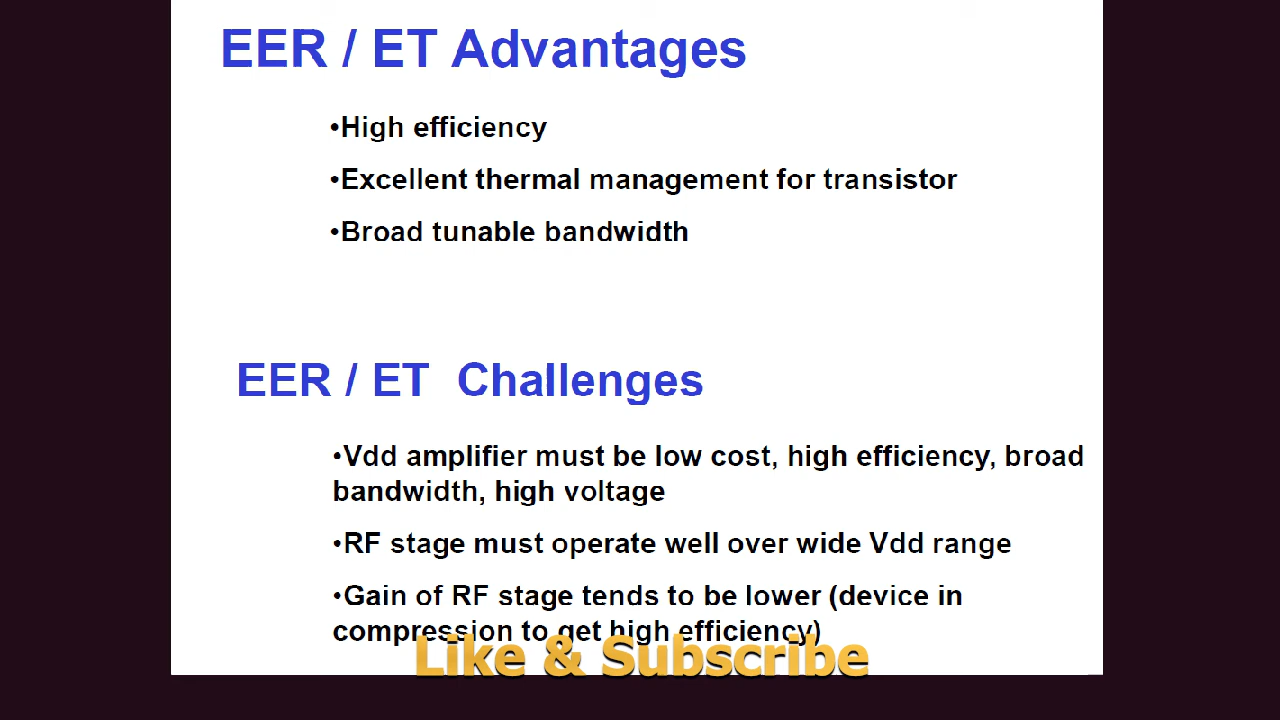 EER / ET Advantages
•High efficiency
•Excellent thermal management for transistor
•Broad tunable bandwidth
EER / ET Challenges
•Vdd amplifier must be low cost, high efficiency, broad
bandwidth, high voltage
•RF stage must operate well over wide Vdd range
•Gain of RF stage tends to be lower (device in
compression to get high efficiency)
Like & Subscribe